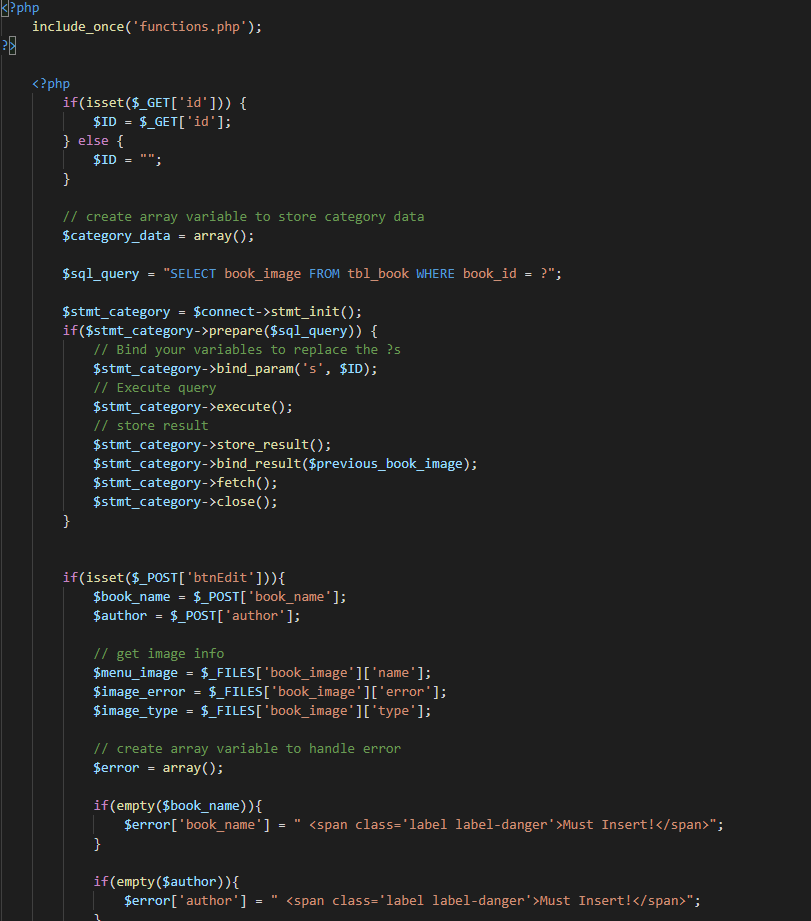 <?php
include_once('functions.php');
?>
<?php
if(isset($_GET['id'])) {
$ID = $_GET['id'];
} else {
$ID = "";
}
// create array variable to store category data
$category_data = array();
$sql_query = "SELECT book_image FROM tbl_book WHERE book_id = ?";
$stmt_category = $connect->stmt_init();
if($stmt_category->prepare($sql_query)) {
// Bind your variables to replace the ?s
$stmt_category->bind_param('s', $ID);
// Execute query
$stmt_category->execute();
// store result
$stmt_category->store_result();
$stmt_category->bind_result($previous_book_image);
$stmt_category->fetch();
$stmt_category->close();
}
if(isset($_POST['btnEdit'])){
$book_name = $_POST['book_name'];
$author = $_POST['author'];
// get image info
$menu_image = $_FILES['book_image']['name'];
$image_error = $_FILES['book_image']['error'];
$image_type = $_FILES['book_image']['type'];
// create array variable to handle error
$error = array();
if(empty($book_name)){
$error['book_name'] = " <span class='label label-danger'>Must Insert!</span>";
}
if(empty($author)){
$error['author'] = " <span class='label label-danger'>Must Insert!</span>";
}